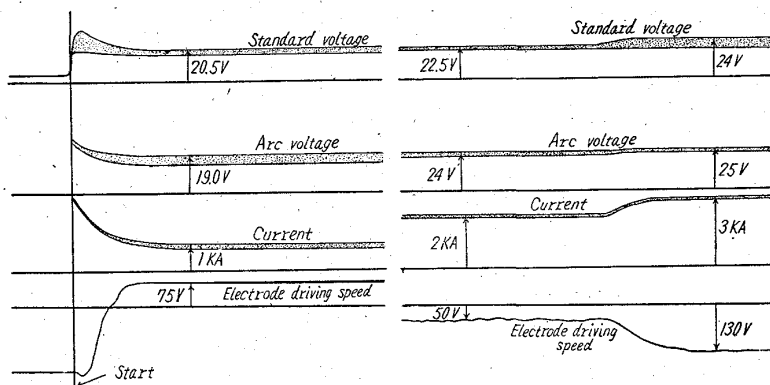 Standard voltage
20.5V
Arc voltage
19.0V
Current
1KA
75V
Electrode driving speed
Start
Standard voltage
22.5V
24V
Arc voltage
24V
25V
Current
2KA
3KA
50V
Electrode driving
speed
130V